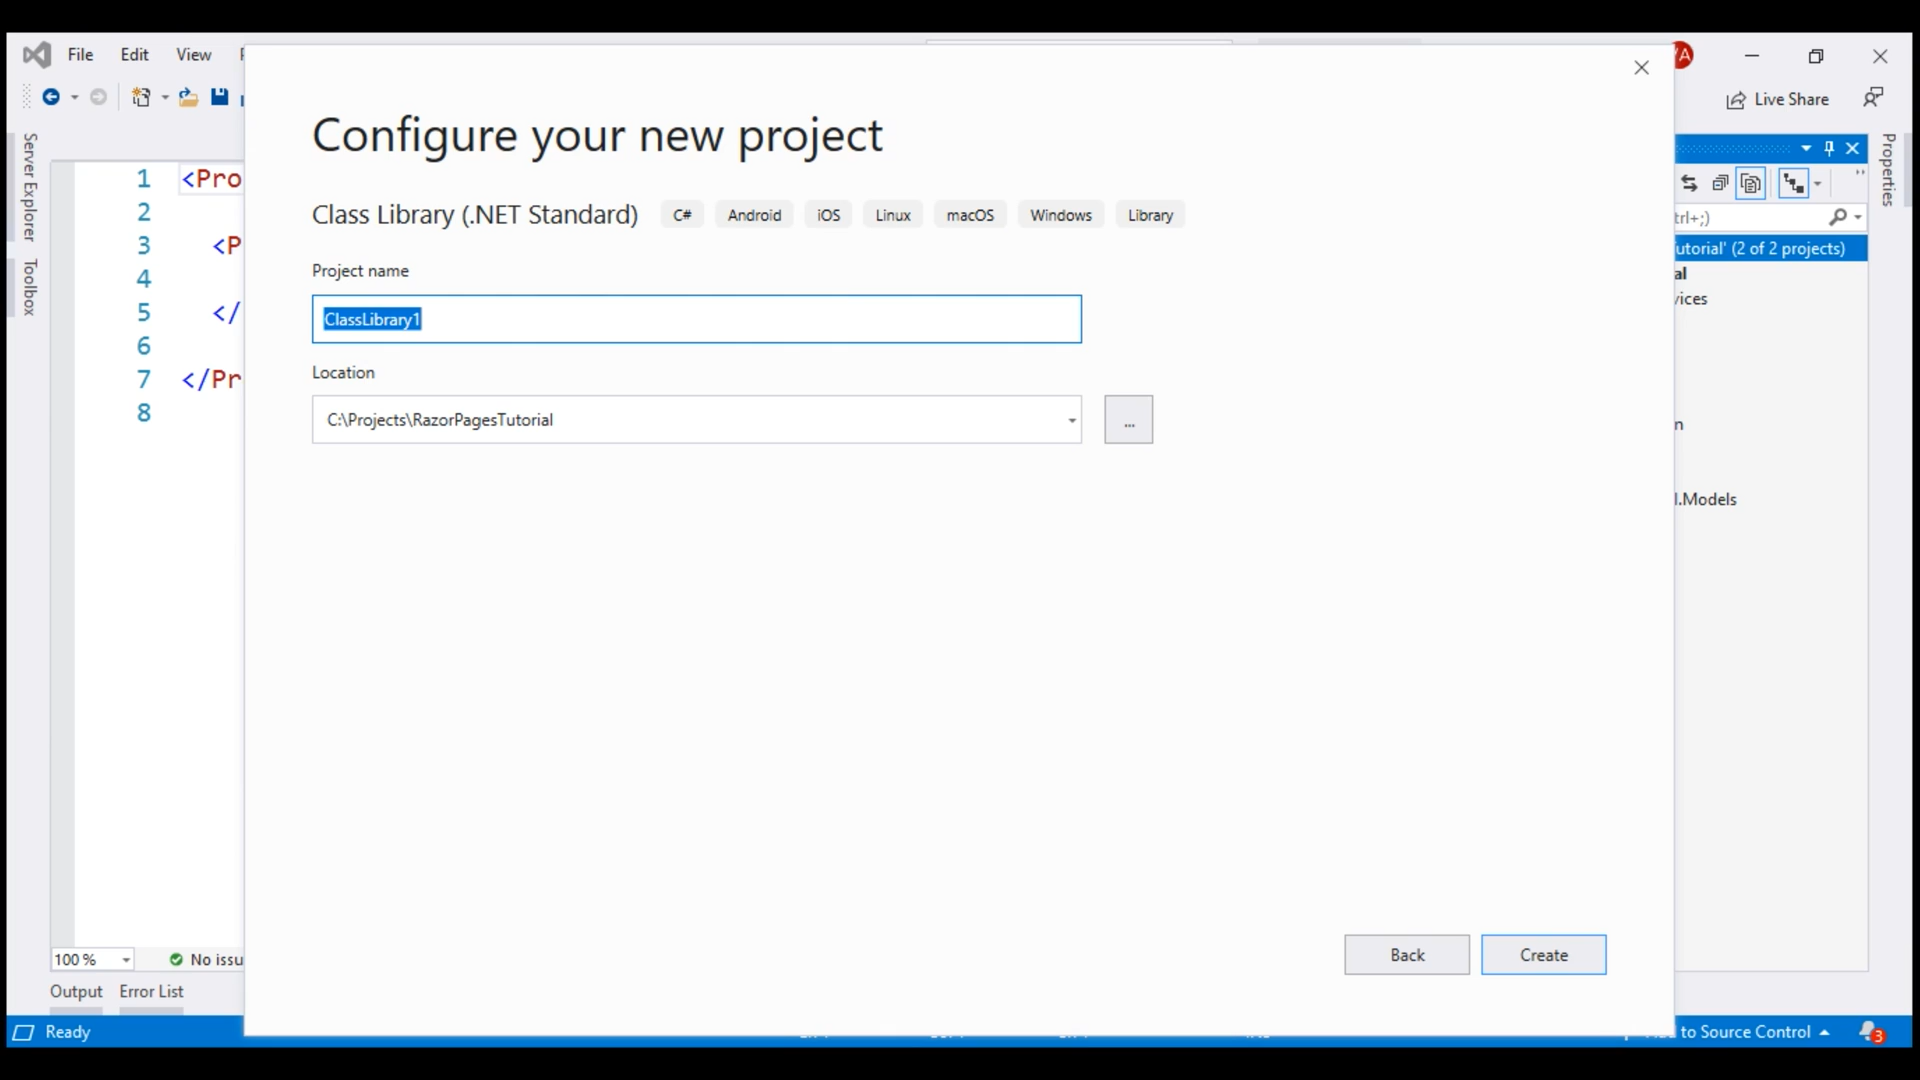 File Edit View
Live Share
Server Explorer
Toolbox
Properties
Configure your new project
Class Library (.NET Standard) C# Android iOS Linux macOS Windows Library
Project name
ClassLibrary1
Location
C:\Projects\RazorPagesTutorial
...
Back Create
1 <Pro
2
3 <P
4
5 </
6
7 </Pr
8
trl+;)
utorial' (2 of 2 projects)
al
vices
n
l.Models
100 % No issu
Output Error List
Ready
to Source Control 3